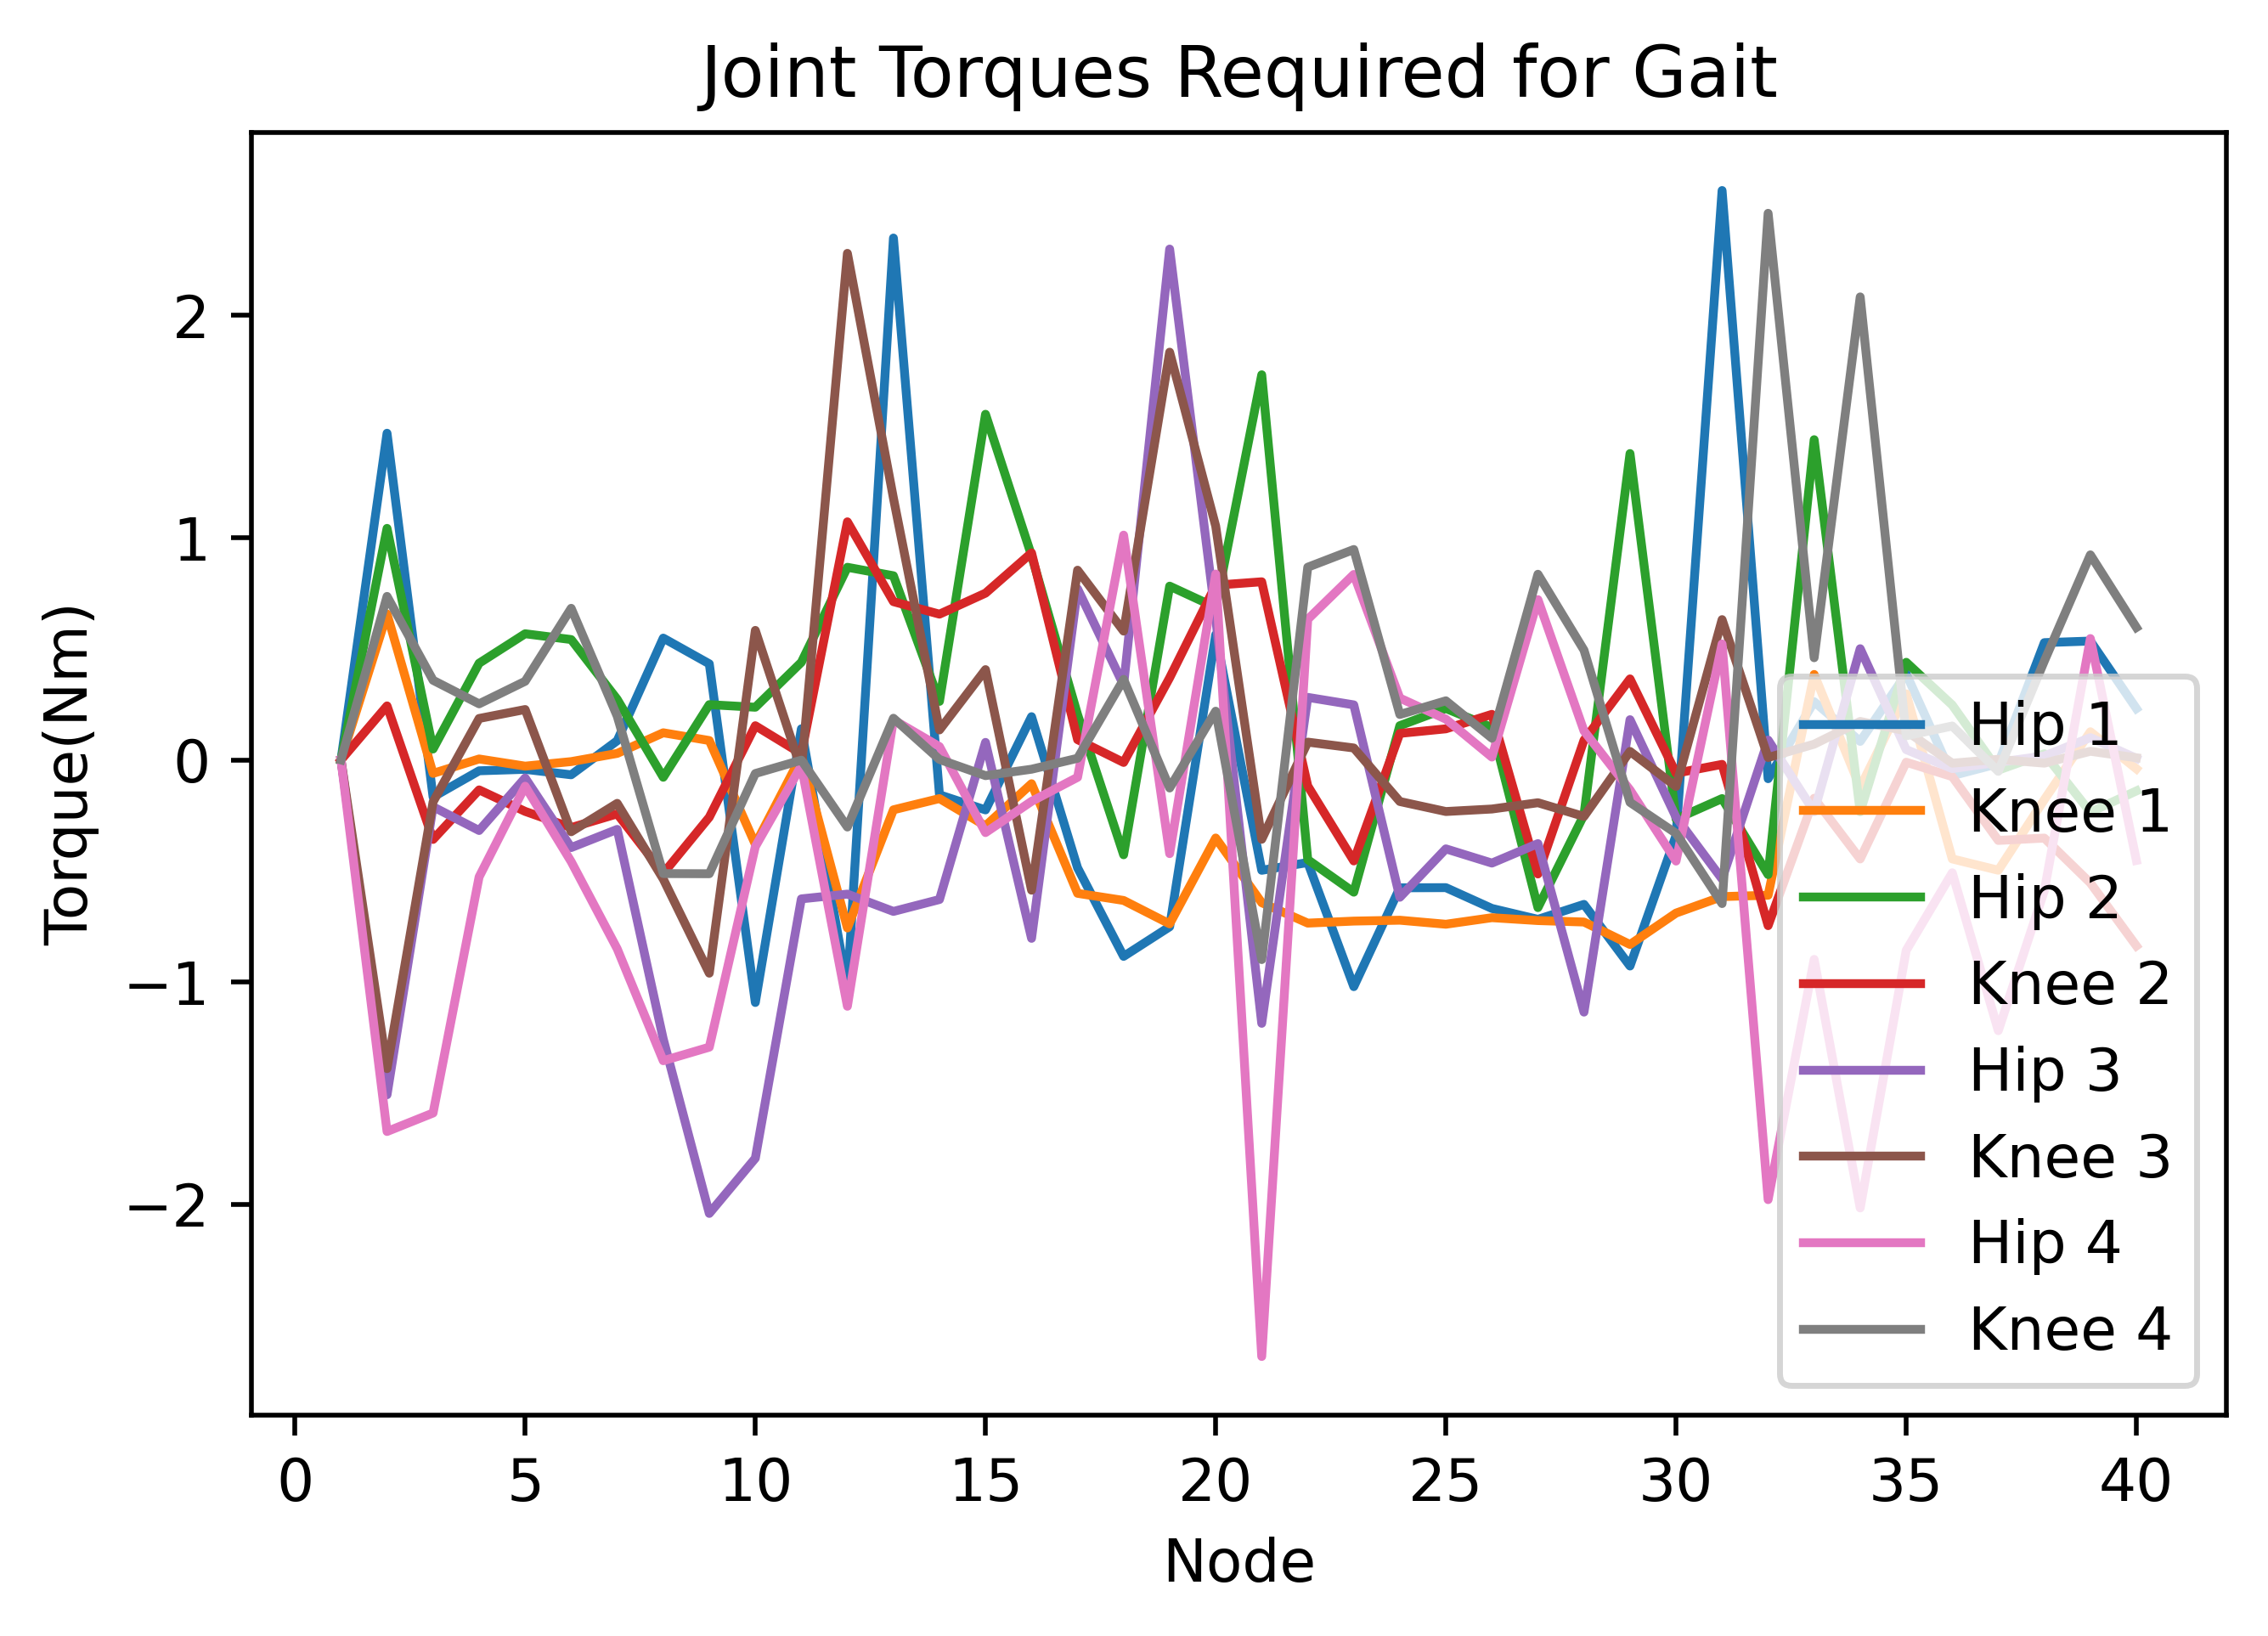 Joint Torques Required for Gait
Torque(Nm)
2
1
0
−1
−2
Hip 1
Knee 1
Hip 2
Knee 2
Hip 3
Knee 3
Hip 4
Knee 4
0 5 10 15 20 25 30 35 40
Node